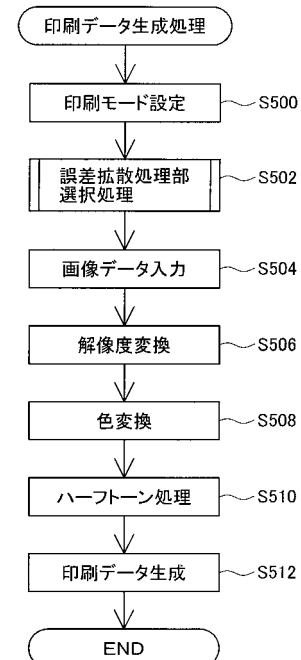 印刷データ生成処理
印刷モード設定
S500
誤差拡散処理部
選択処理
S502
画像データ入力
S504
解像度変換
S506
色変換
S508
ハーフトーン処理
S510
印刷データ生成
S512
END